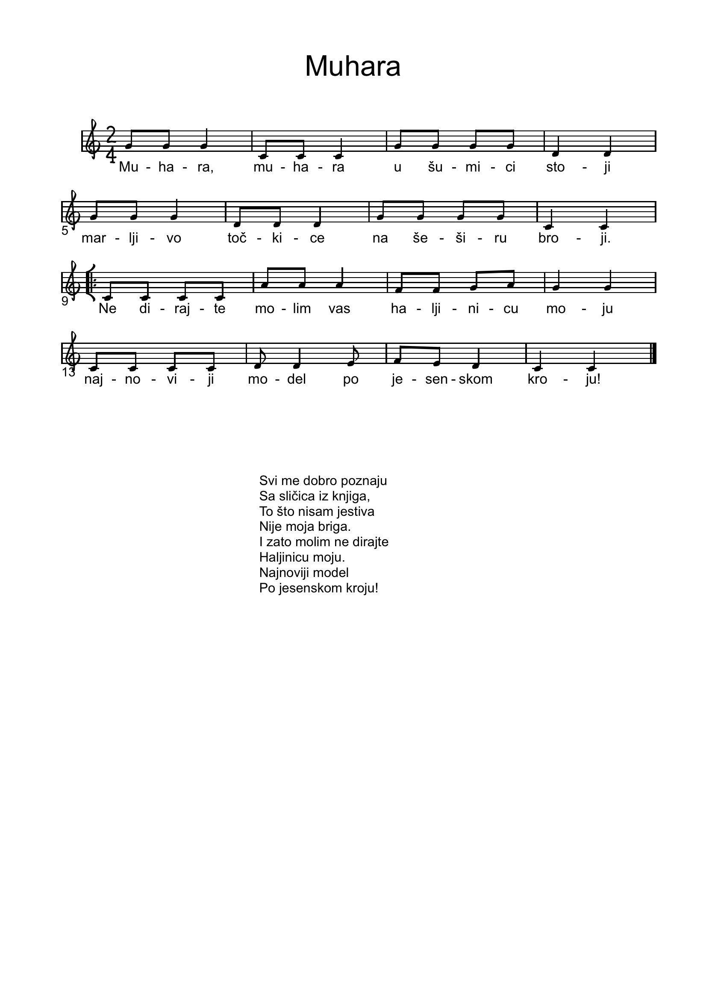 Muhara
2
4
Mu - ha - ra, mu - ha - ra u šu - mi - ci sto - ji
5
mar - lji - vo toč - ki - ce na še - ši - ru bro - ji.
9
Ne di - raj - te mo - lim vas ha - lji - ni - cu mo - ju
13
naj - no - vi - ji mo - del po je - sen - skom kro - ju!
Svi me dobro poznaju
Sa sličica iz knjiga,
To što nisam jestiva
Nije moja briga.
I zato molim ne dirajte
Haljinicu moju.
Najnoviji model
Po jesenskom kroju!